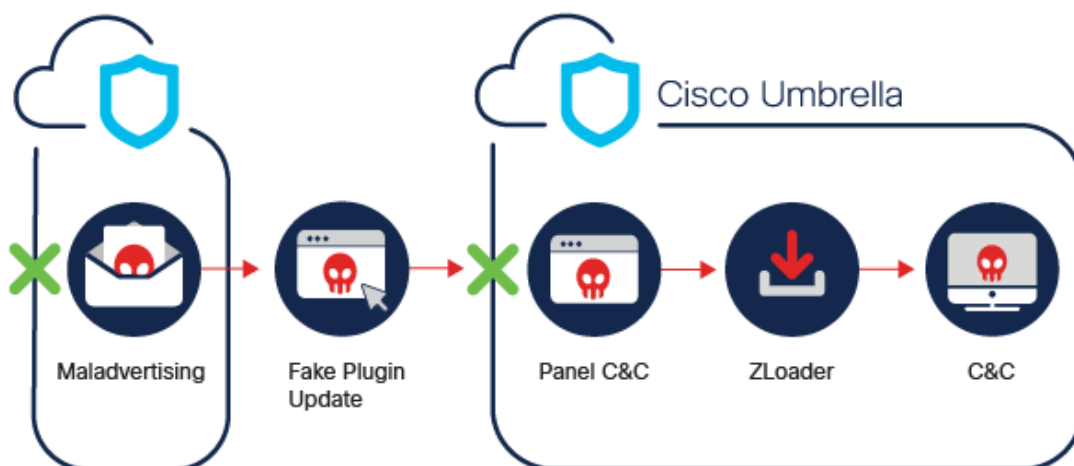 Cisco Umbrella
Maladvertising
Fake Plugin
Update
Panel C&C
ZLoader
C&C